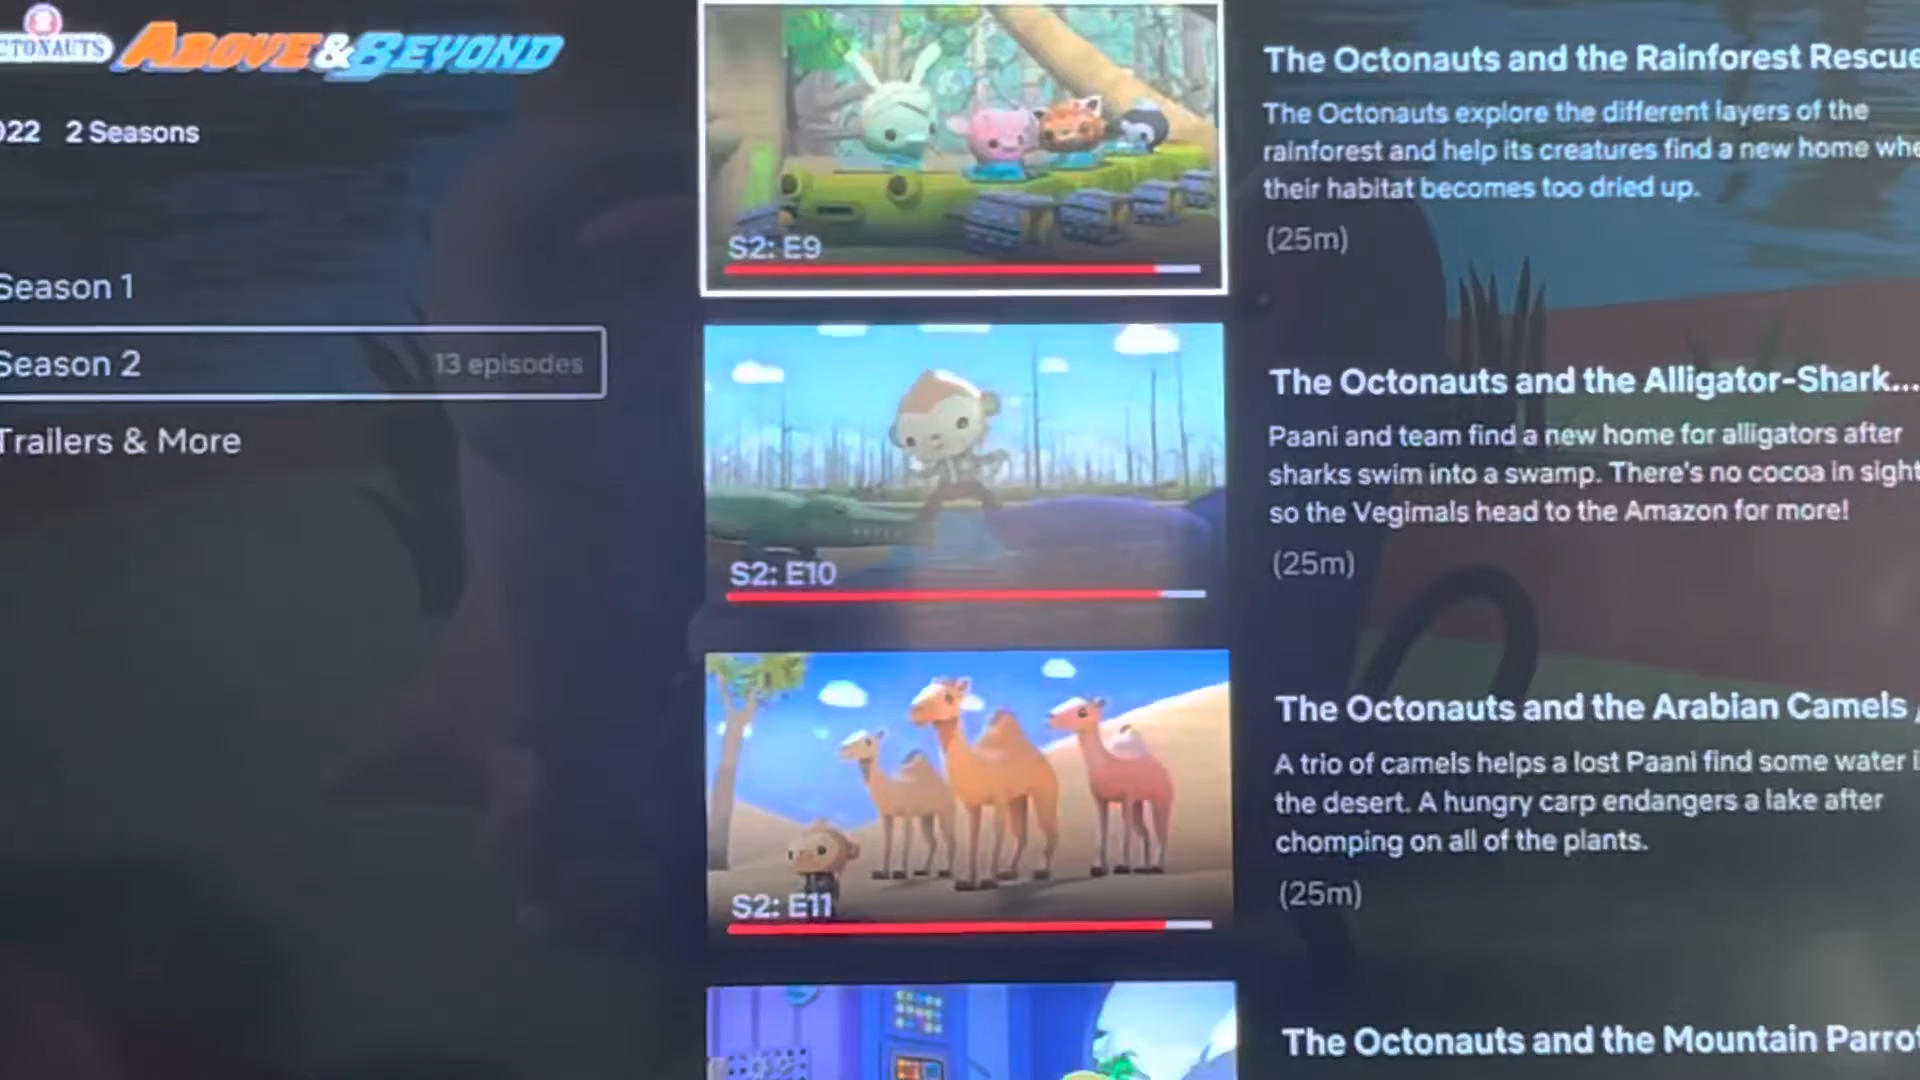 OCTONAUTS ABOVE & BEYOND
022 2 Seasons
Season 1
Season 2 13 episodes
Trailers & More
S2: E9
The Octonauts and the Rainforest Rescue
The Octonauts explore the different layers of the
rainforest and help its creatures find a new home whe
their habitat becomes too dried up.
(25m)
S2: E10
The Octonauts and the Alligator-Shark...
Paani and team find a new home for alligators after
sharks swim into a swamp. There's no cocoa in sight
so the Vegimals head to the Amazon for more!
(25m)
S2: E11
The Octonauts and the Arabian Camels /
A trio of camels helps a lost Paani find some water i
the desert. A hungry carp endangers a lake after
chomping on all of the plants.
(25m)
The Octonauts and the Mountain Parrot